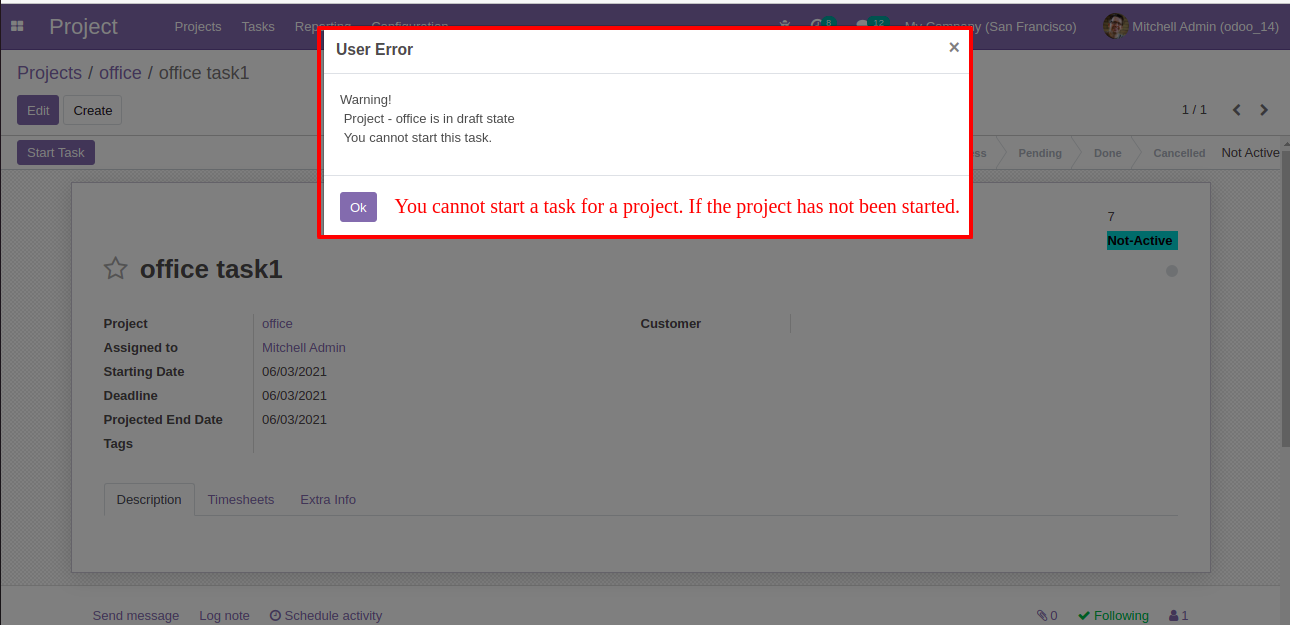 Project Projects Tasks Reporting Configuration 8 12 My Company (San Francisco) Mitchell Admin (odoo_14)
User Error ×
Projects / office / office task1
Warning!
Project - office is in draft state
You cannot start this task.
Edit Create 1 / 1
Start Task Pending Done Cancelled Not Active
Ok You cannot start a task for a project. If the project has not been started.
7
Not-Active
office task1
Project office Customer
Assigned to Mitchell Admin
Starting Date 06/03/2021
Deadline 06/03/2021
Projected End Date 06/03/2021
Tags
Description Timesheets Extra Info
Send message Log note Schedule activity 0 Following 1